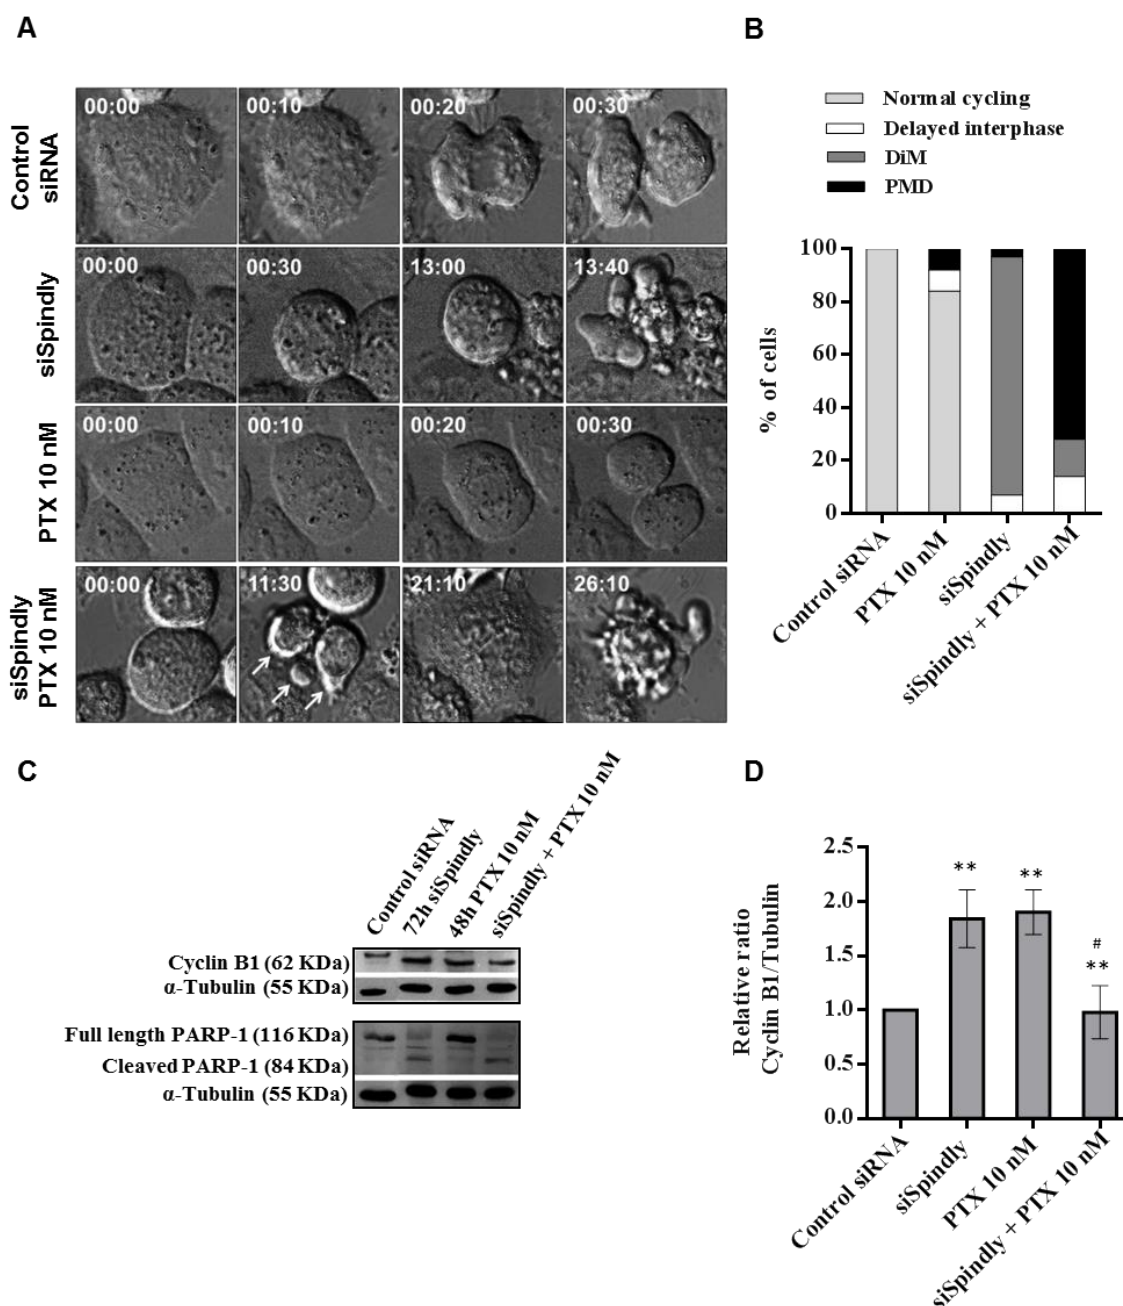 A
Control
siRNA
00:00
00:10
00:20
00:30
siSpindly
00:00
00:30
13:00
13:40
PTX 10 nM
00:00
00:10
00:20
00:30
siSpindly
PTX 10 nM
00:00
11:30
21:10
26:10
B
Normal cycling
Delayed interphase
DiM
PMD
% of cells
100
80
60
40
20
0
Control siRNA
PTX 10 nM
siSpindly
siSpindly + PTX 10 nM
C
Control siRNA
72h siSpindly
48h PTX 10 nM
siSpindly + PTX 10 nM
Cyclin B1 (62 KDa)
α-Tubulin (55 KDa)
Full length PARP-1 (116 KDa)
Cleaved PARP-1 (84 KDa)
α-Tubulin (55 KDa)
D
Relative ratio
Cyclin B1/Tubulin
2.5
2.0
1.5
1.0
0.5
0.0
**
**
#
**
Control siRNA
siSpindly
PTX 10 nM
siSpindly + PTX 10 nM